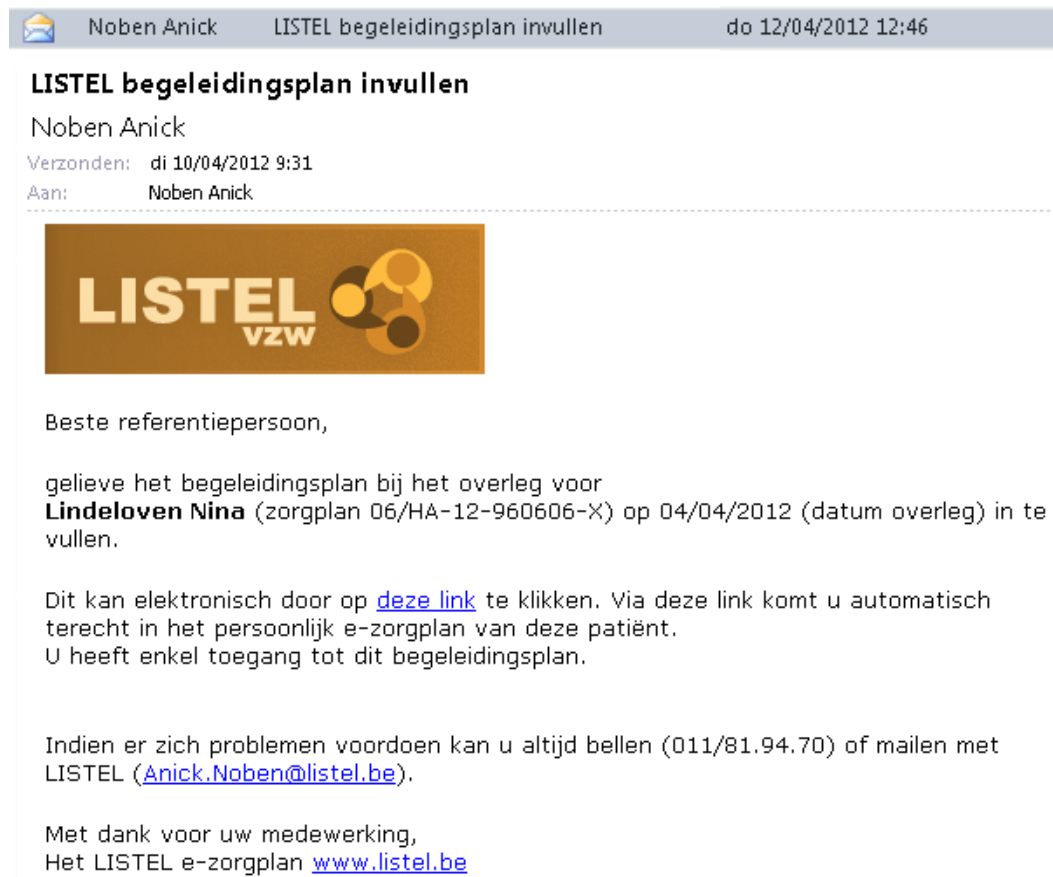 Noben Anick LISTEL begeleidingsplan invullen do 12/04/2012 12:46
LISTEL begeleidingsplan invullen
Noben Anick
Verzonden: di 10/04/2012 9:31
Aan: Noben Anick
LISTEL
VZW
Beste referentiepersoon,
gelieve het begeleidingsplan bij het overleg voor
Lindeloven Nina (zorgplan 06/HA-12-960606-X) op 04/04/2012 (datum overleg) in te
vullen.
Dit kan elektronisch door op deze link te klikken. Via deze link komt u automatisch
terecht in het persoonlijk e-zorgplan van deze patiënt.
U heeft enkel toegang tot dit begeleidingsplan.
Indien er zich problemen voordoen kan u altijd bellen (011/81.94.70) of mailen met
LISTEL (Anick.Noben@listel.be).
Met dank voor uw medewerking,
Het LISTEL e-zorgplan www.listel.be